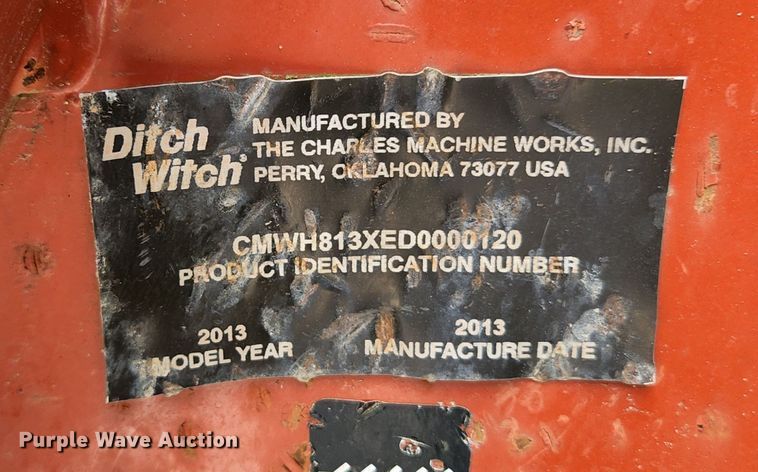 Ditch
Witch®
MANUFACTURED BY
THE CHARLES MACHINE WORKS, INC.
PERRY, OKLAHOMA 73077 USA
CMWH813XED0000120
PRODUCT IDENTIFICATION NUMBER
2013
MODEL YEAR
2013
MANUFACTURE DATE
Purple Wave Auction